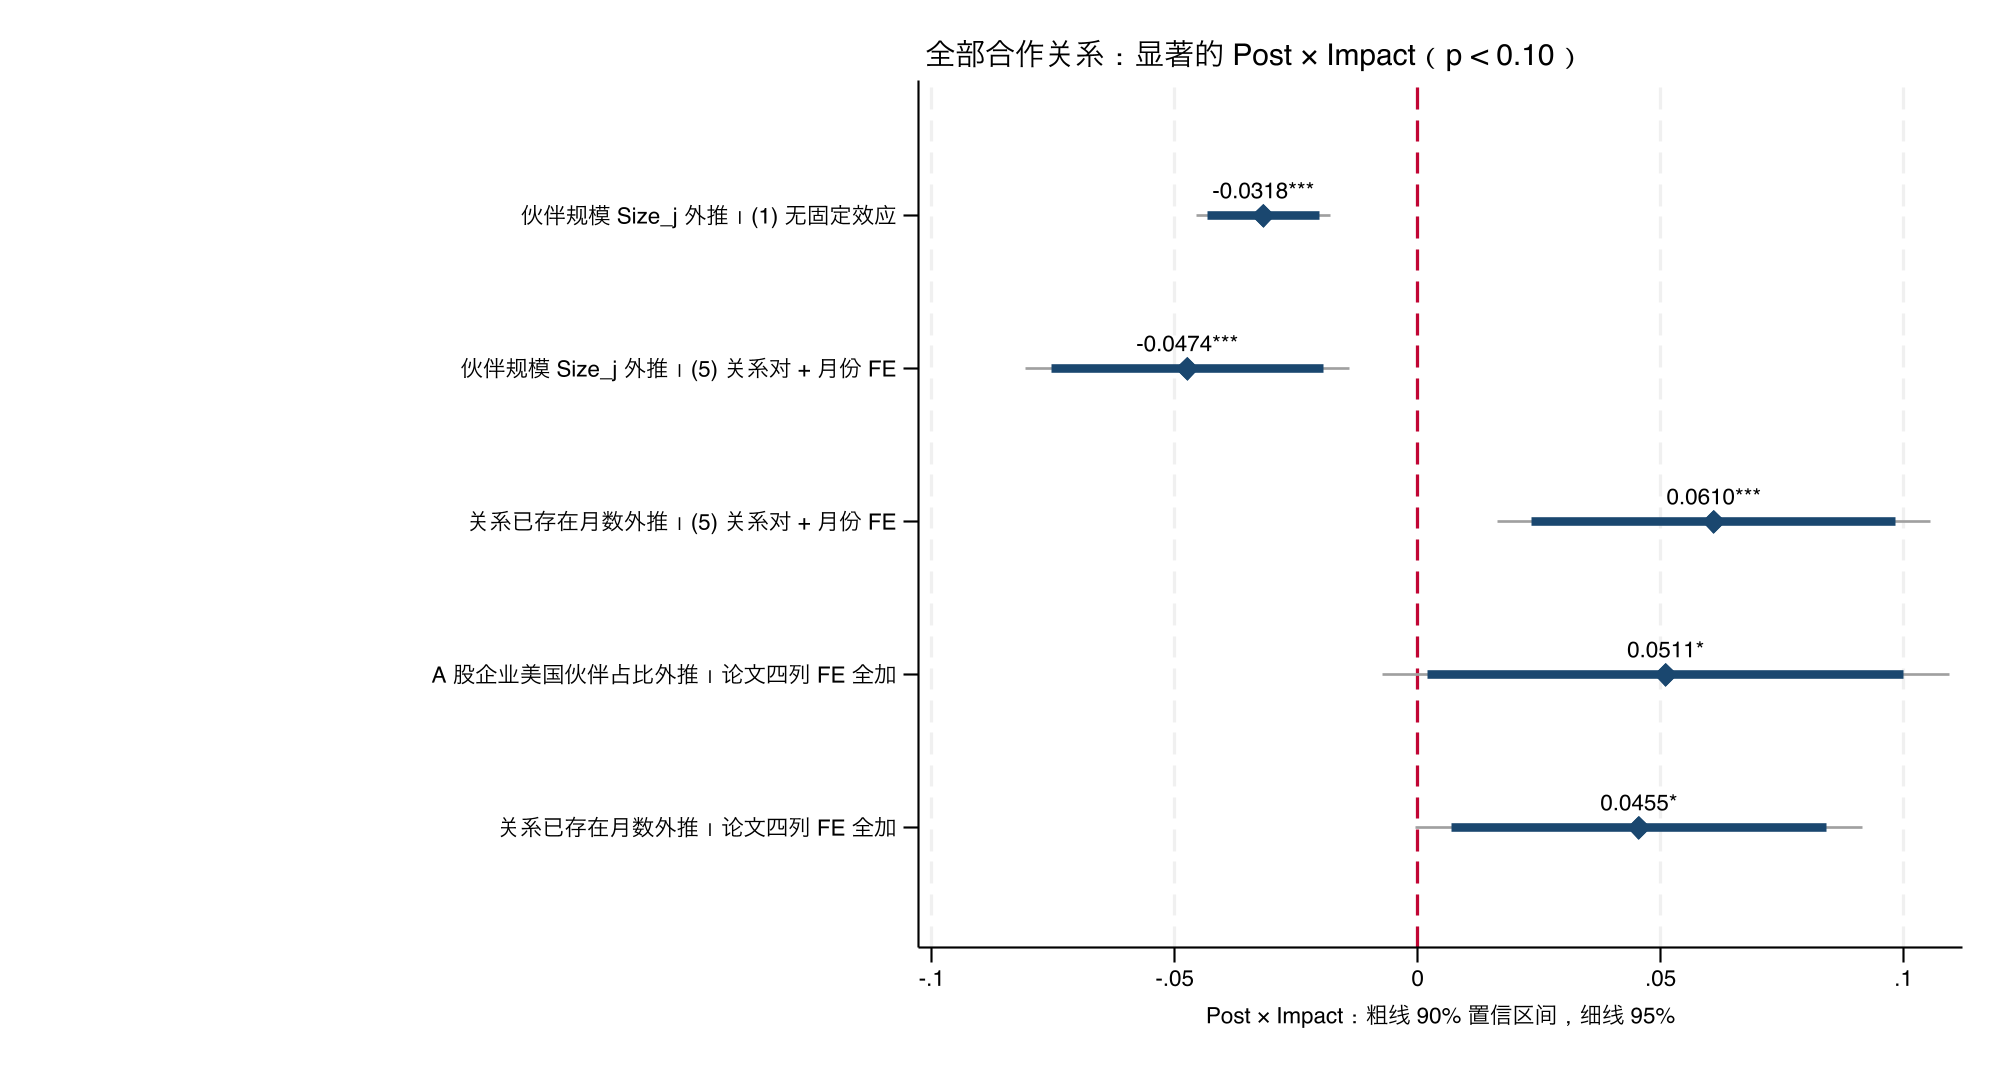 全部合作关系：显著的 Post × Impact（ p < 0.10 ）
-0.0318***
伙伴规模 Size_j 外推 | (1) 无固定效应
-0.0474***
伙伴规模 Size_j 外推 | (5) 关系对 + 月份 FE
0.0610***
关系已存在月数外推 | (5) 关系对 + 月份 FE
0.0511*
A 股企业美国伙伴占比外推 | 论文四列 FE 全加
0.0455*
关系已存在月数外推 | 论文四列 FE 全加
-.1 -.05 0 .05 .1
Post × Impact：粗线 90% 置信区间，细线 95%